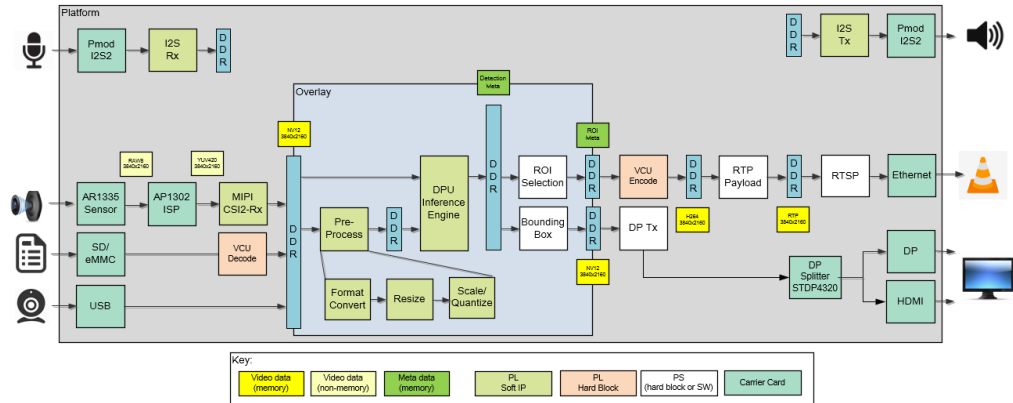 Platform
Pmod
I2S2
I2S
Rx
D
D
R
D
D
R
I2S
Tx
Pmod
I2S2
Overlay
Detection
Meta
NV12
3840x2160
ROI
Meta
RAW8
3840x2160
YUV420
3840x2160
AR1335
Sensor
AP1302
ISP
MIPI
CSI2-Rx
D
D
R
DPU
Inference
Engine
D
D
R
ROI
Selection
D
D
R
VCU
Encode
D
D
R
RTP
Payload
D
D
R
RTSP
Ethernet
Pre-
Process
D
D
R
Bounding
Box
D
D
R
DP Tx
H264
3840x2160
RTP
3840x2160
SD/
eMMC
VCU
Decode
NV12
3840x2160
DP
Splitter
STDP4320
DP
USB
Format
Convert
Resize
Scale/
Quantize
HDMI
Key:
Video data
(memory)
Video data
(non-memory)
Meta data
(memory)
PL
Soft IP
PL
Hard Block
PS
(hard block or SW)
Carrier Card